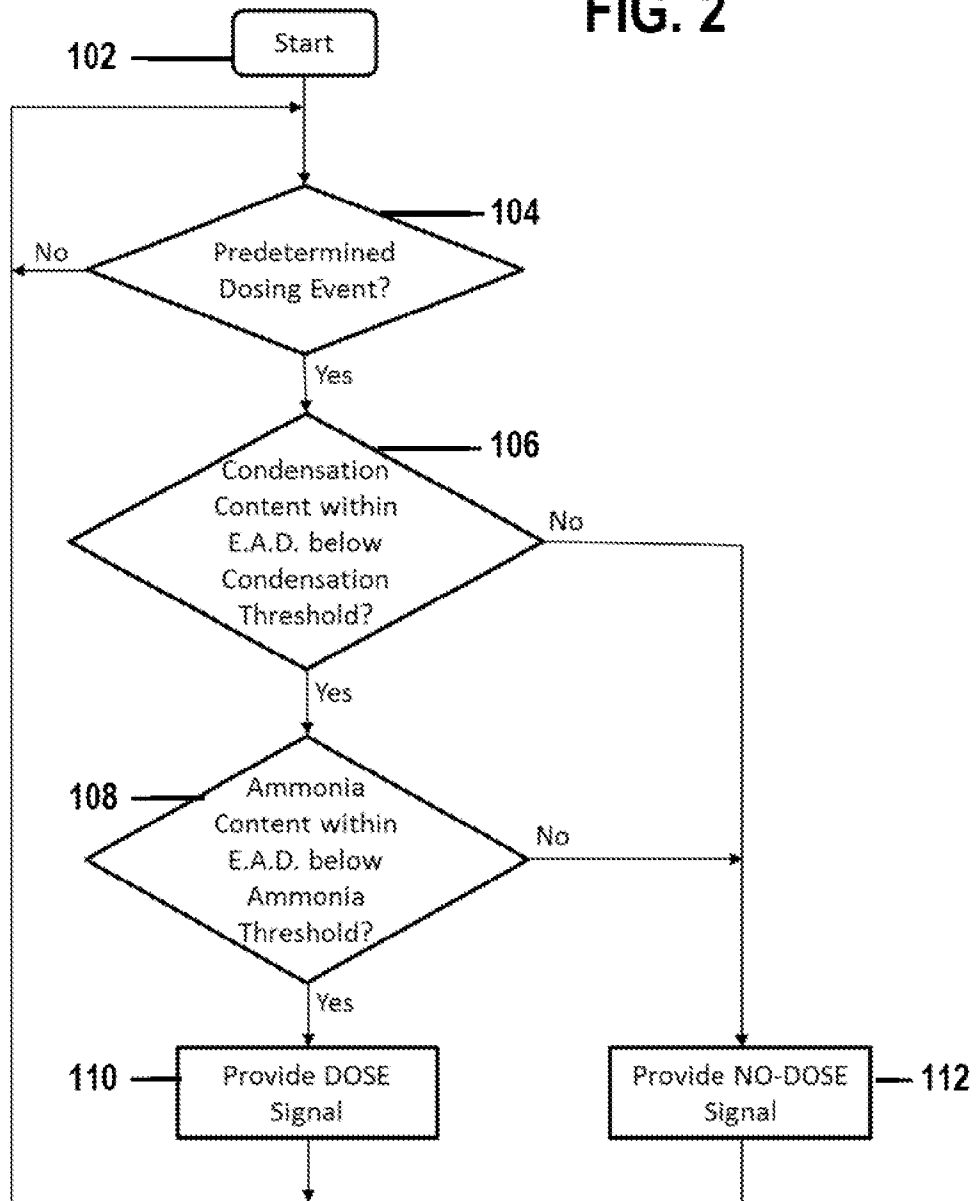 FIG. 2
102
Start
104
Predetermined
Dosing Event?
No
Yes
106
Condensation
Content within
E.A.D. below
Condensation
Threshold?
No
Yes
108
Ammonia
Content within
E.A.D. below
Ammonia
Threshold?
No
Yes
110
Provide DOSE
Signal
Provide NO-DOSE
Signal
112